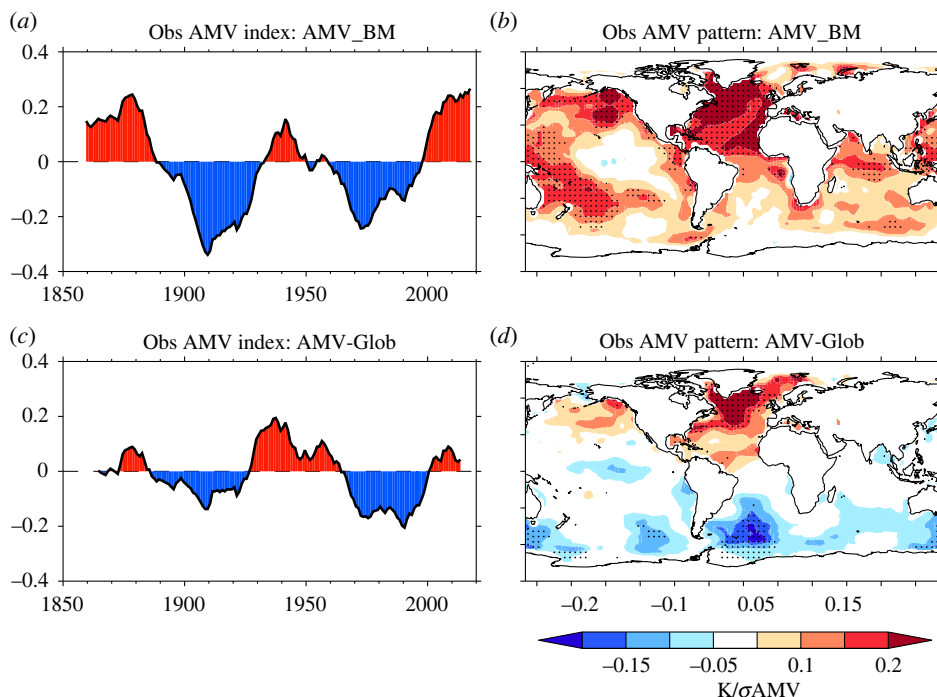 (a)
Obs AMV index: AMV_BM
0.4
0.2
0
−0.2
−0.4
1850 1900 1950 2000
(b)
Obs AMV pattern: AMV_BM
(c)
Obs AMV index: AMV-Glob
0.4
0.2
0
−0.2
−0.4
1850 1900 1950 2000
(d)
Obs AMV pattern: AMV-Glob
−0.2 −0.1 0.05 0.15
−0.15 −0.05 0.1 0.2
K/σAMV